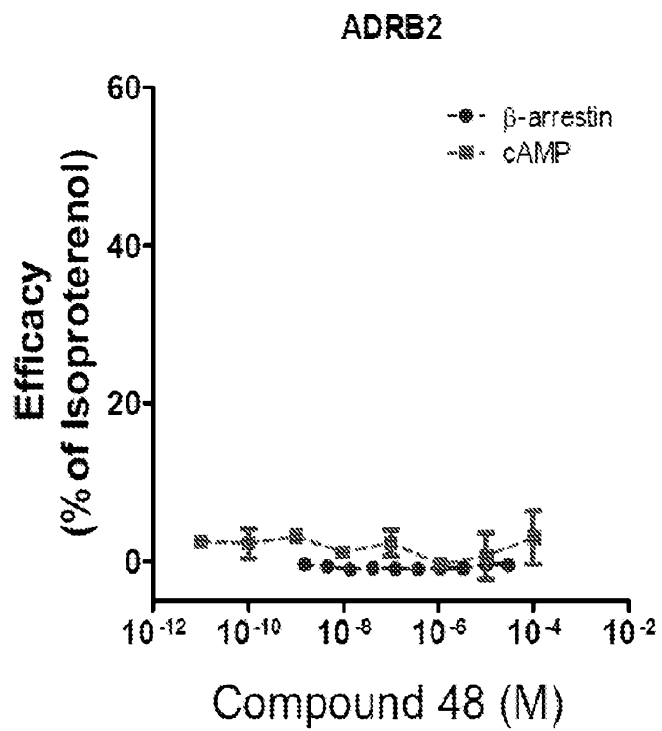 ADRB2
Efficacy
(% of Isoproterenol)
60
40
20
0
β-arrestin
cAMP
10-12
10-10
10-8
10-6
10-4
10-2
Compound 48 (M)